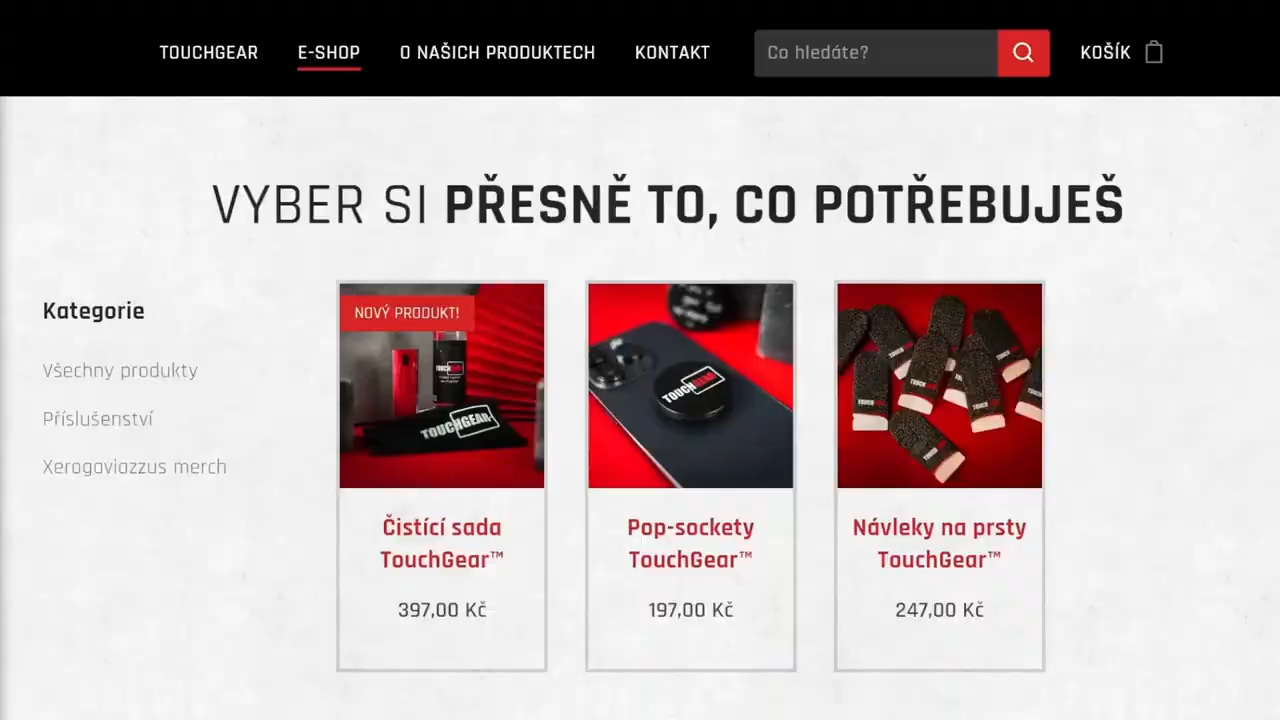 TOUCHGEAR E-SHOP O NAŠICH PRODUKTECH KONTAKT Co hledáte? KOŠÍK
VYBER SI PŘESNĚ TO, CO POTŘEBUJEŠ
Kategorie
Všechny produkty
Příslušenství
Xerogaviazzus merch
NOVÝ PRODUKT!
TOUCHGEAR
Čistící sada
TouchGear™
397,00 Kč
TOUCHGEAR
Pop-sockety
TouchGear™
197,00 Kč
Návleky na prsty
TouchGear™
247,00 Kč